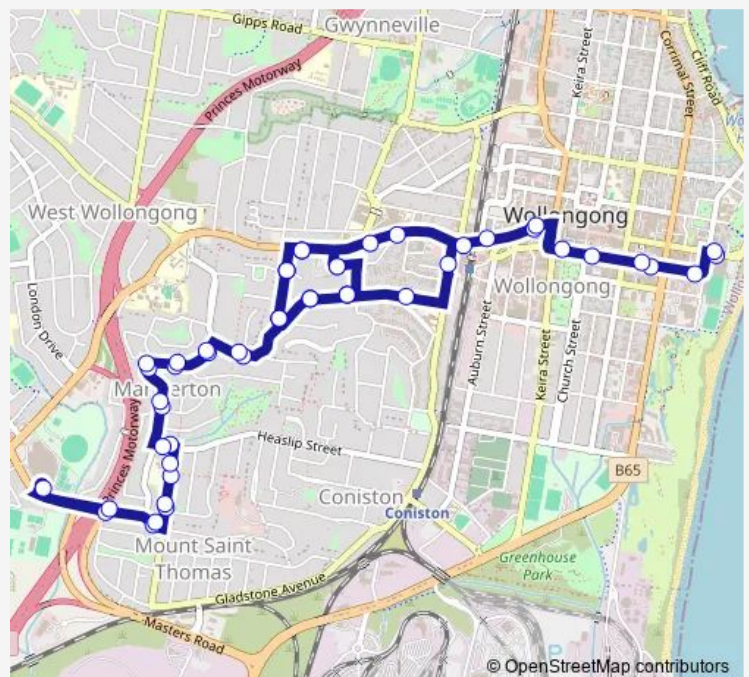 Gipps Road
Gwynneville
Keira Street
Corrimal Street
Cliff Road
Princes Motorway
West Wollongong
Wollongong
London Drive
Wollongong
Auburn Street
Keira Street
Church Street
Princes Motorway
Heaslip Street
B65
Coniston
Coniston
Mount Saint
Thomas
Greenhouse
Park
Gladstone Avenue
Masters Road
© OpenStreetMap contributors